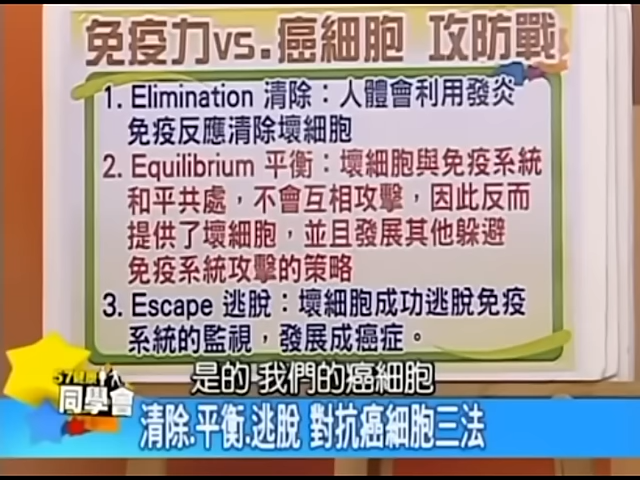 免疫力vs.癌細胞 攻防戰
1. Elimination 清除：人體會利用發炎
免疫反應清除壞細胞
2. Equilibrium 平衡：壞細胞與免疫系統
和平共處，不會互相攻擊，因此反而
提供了壞細胞，並且發展其他躲避
免疫系統攻擊的策略
3. Escape 逃脫：壞細胞成功逃脫免疫
系統的監視，發展成癌症。
是的 我們的癌細胞
57健康
同學會
清除.平衡.逃脫 對抗癌細胞三法